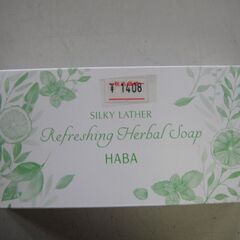 ¥1408
SILKY LATHER
Refreshing Herbal Soap
HABA